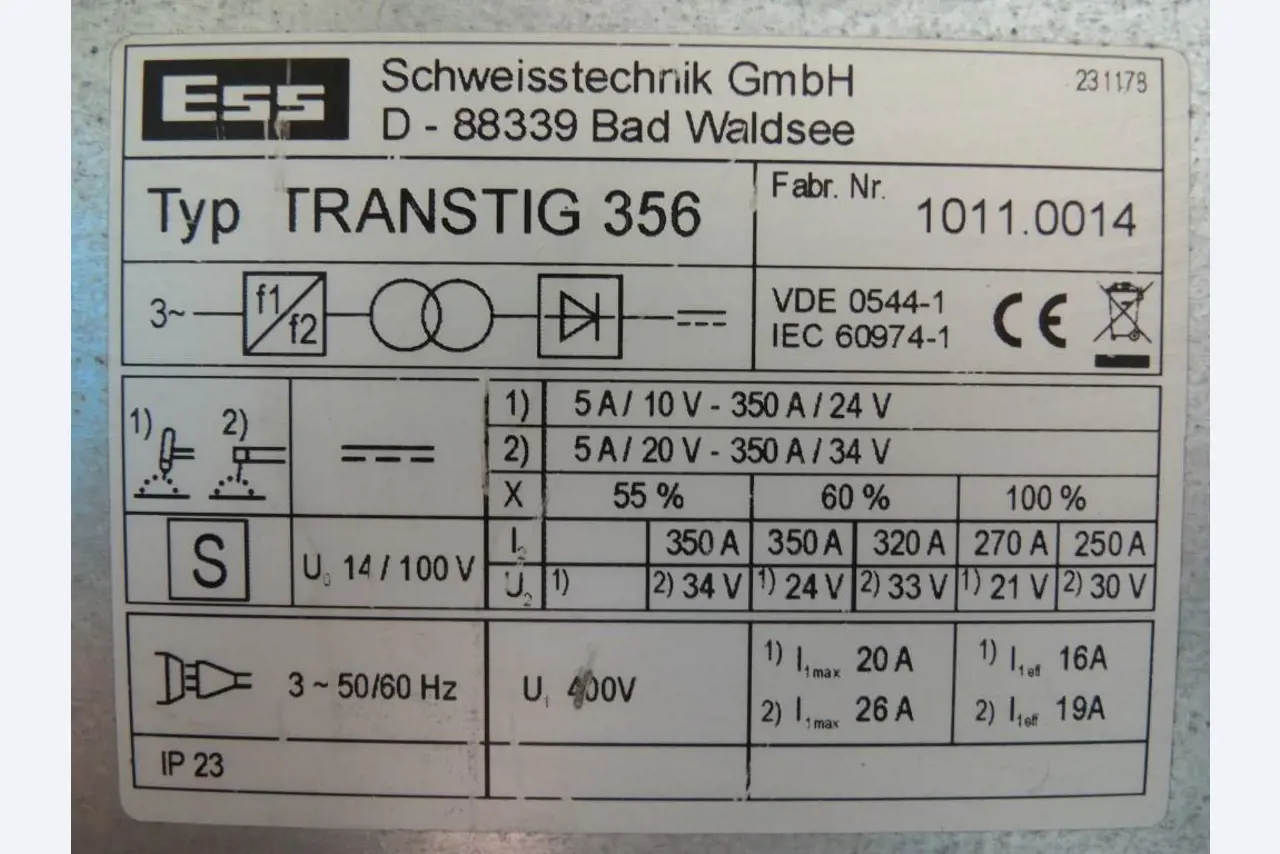 ESS
Schweisstechnik GmbH
D - 88339 Bad Waldsee
231178
Typ TRANSTIG 356
Fabr. Nr. 1011.0014
3~ f1/f2
VDE 0544-1
IEC 60974-1
CE
1) 2)
1) 5 A / 10 V - 350 A / 24 V
2) 5 A / 20 V - 350 A / 34 V
X 55 % 60 % 100 %
S
U₀ 14 / 100 V
I₂ 350 A 350 A 320 A 270 A 250 A
U₂ 1) 2) 34 V 1) 24 V 2) 33 V 1) 21 V 2) 30 V
3 ~ 50/60 Hz
U₁ 400V
1) I₁max 20 A
2) I₁max 26 A
1) I₁eff 16A
2) I₁eff 19A
IP 23